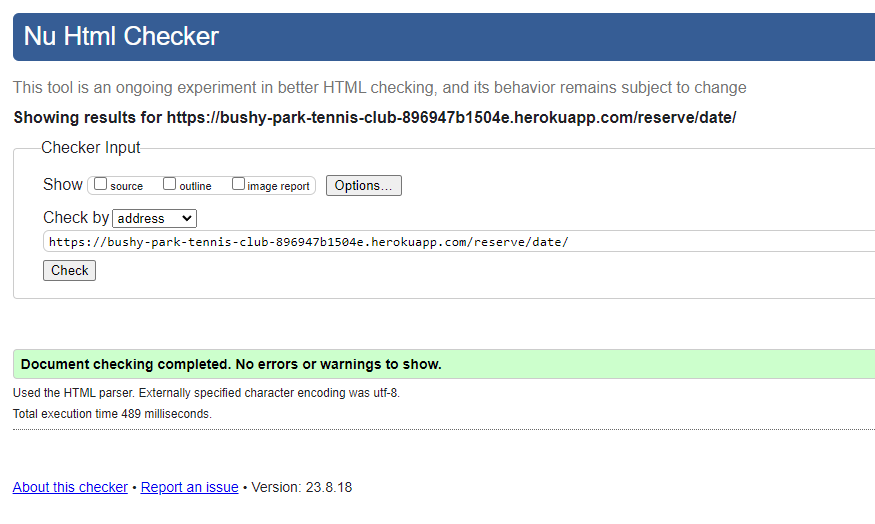 Nu Html Checker
This tool is an ongoing experiment in better HTML checking, and its behavior remains subject to change
Showing results for https://bushy-park-tennis-club-896947b1504e.herokuapp.com/reserve/date/
Checker Input
Show source outline image report Options...
Check by address
https://bushy-park-tennis-club-896947b1504e.herokuapp.com/reserve/date/
Check
Document checking completed. No errors or warnings to show.
Used the HTML parser. Externally specified character encoding was utf-8.
Total execution time 489 milliseconds.
About this checker • Report an issue • Version: 23.8.18